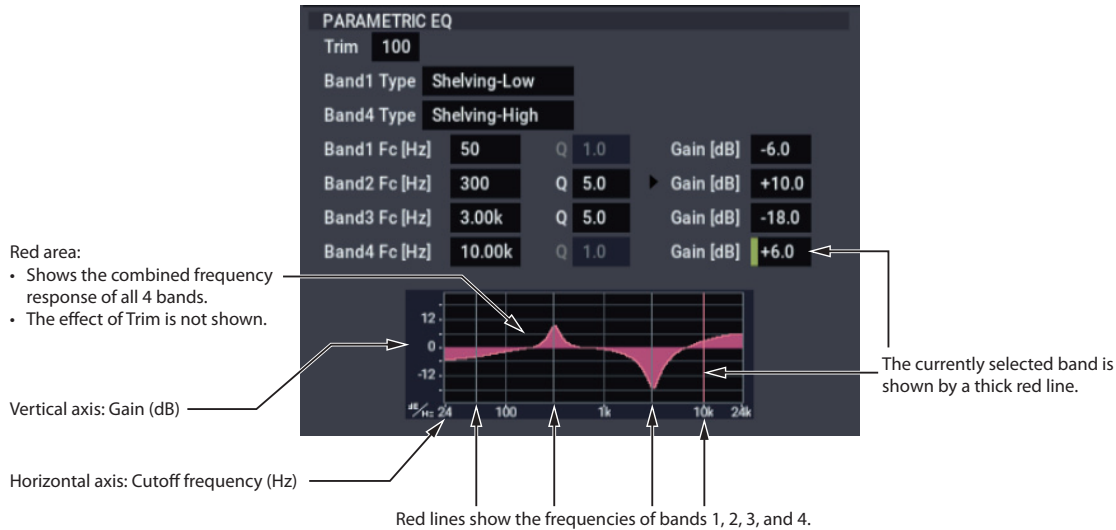 PARAMETRIC EQ
Trim 100
Band1 Type Shelving-Low
Band4 Type Shelving-High
Band1 Fc [Hz] 50 Q 1.0 Gain [dB] -6.0
Band2 Fc [Hz] 300 Q 5.0 Gain [dB] +10.0
Band3 Fc [Hz] 3.00k Q 5.0 Gain [dB] -18.0
Band4 Fc [Hz] 10.00k Q 1.0 Gain [dB] +6.0
Red area:
• Shows the combined frequency
response of all 4 bands.
• The effect of Trim is not shown.
12
0
-12
dB/Hz 24 100 1k 10k 24k
The currently selected band is
shown by a thick red line.
Vertical axis: Gain (dB)
Horizontal axis: Cutoff frequency (Hz)
Red lines show the frequencies of bands 1, 2, 3, and 4.